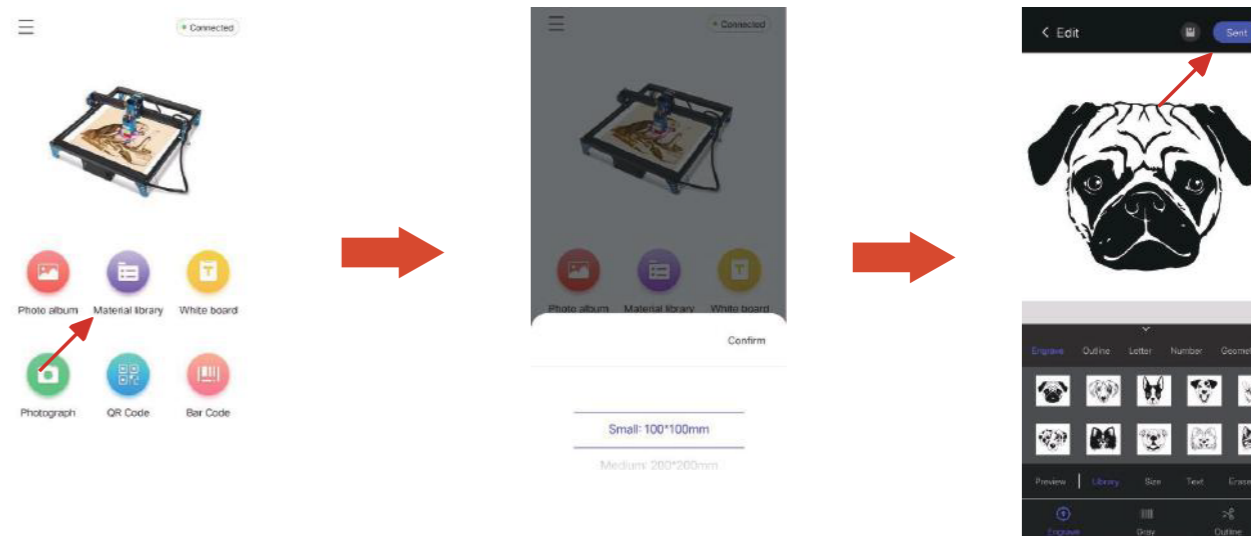 Connected
Photo album Material library White board
Photograph QR Code Bar Code
Connected
Photo album Material library White board
Confirm
Small: 100*100mm
Medium: 200*200mm
Edit Sent
Engrave Outline Letter Number
Preview Library Size Text
Engrave Gray Outline